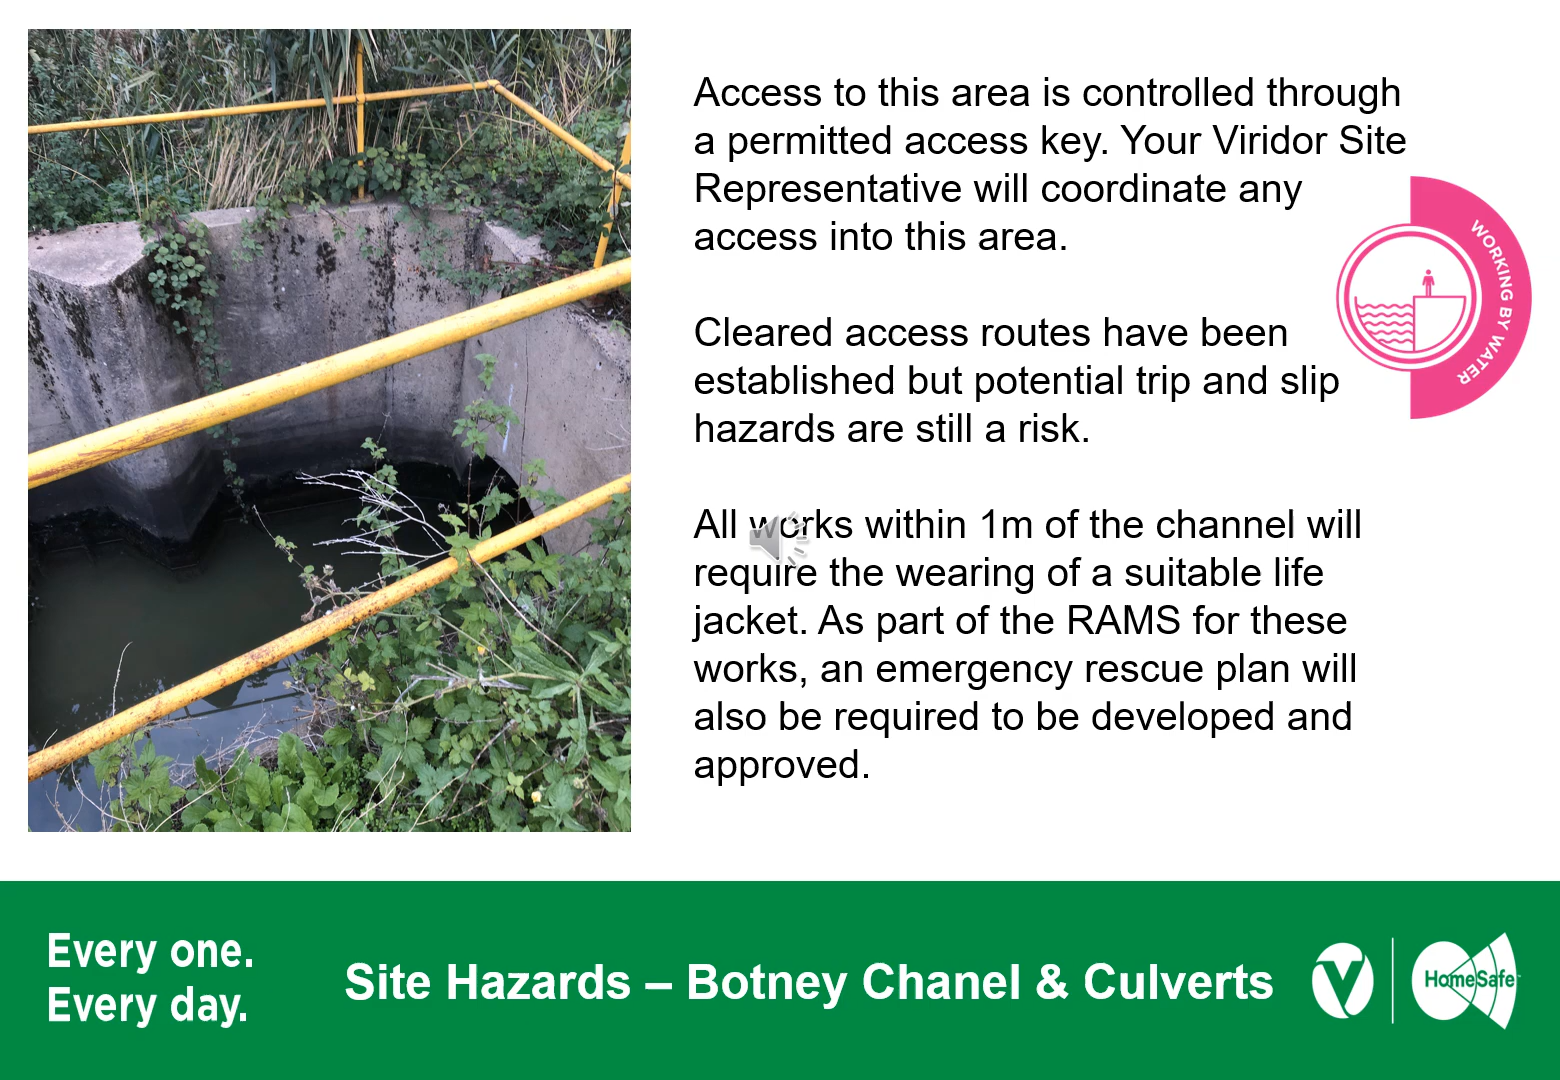 Access to this area is controlled through
a permitted access key. Your Viridor Site
Representative will coordinate any
access into this area.
Cleared access routes have been
established but potential trip and slip
hazards are still a risk.
All works within 1m of the channel will
require the wearing of a suitable life
jacket. As part of the RAMS for these
works, an emergency rescue plan will
also be required to be developed and
approved.
WORKING BY WATER
Every one.
Every day.
Site Hazards – Botney Chanel & Culverts
HomeSafe